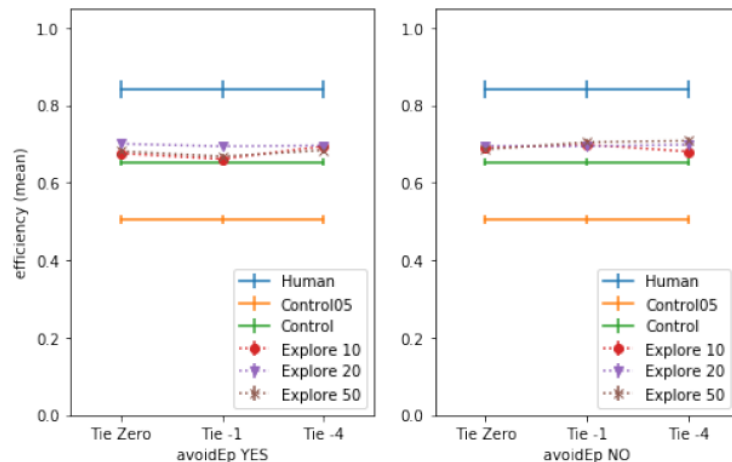 efficiency (mean)
1.0
0.8
0.6
0.4
0.2
0.0
Human
Control05
Control
Explore 10
Explore 20
Explore 50
Tie Zero Tie -1 Tie -4
avoidEp YES
1.0
0.8
0.6
0.4
0.2
0.0
Human
Control05
Control
Explore 10
Explore 20
Explore 50
Tie Zero Tie -1 Tie -4
avoidEp NO